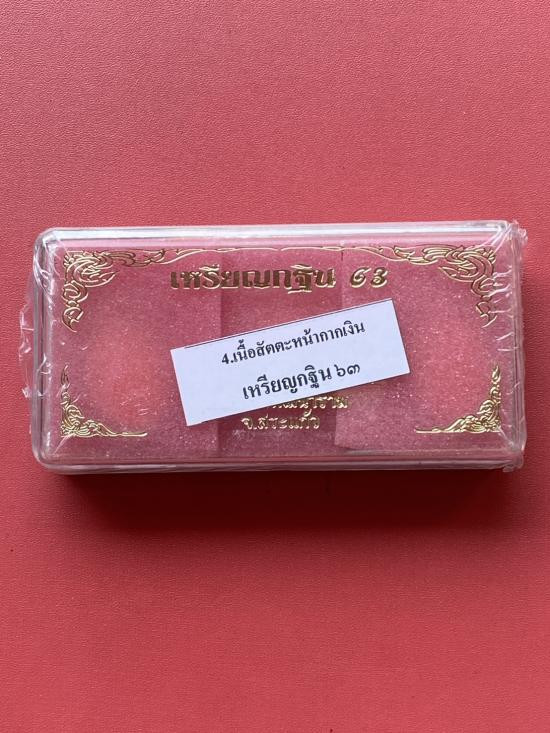 เหรียญกฐิน ๖๓
4.เนื้อสัตตะหน้ากากเงิน
เหรียญกฐิน ๖๓
จ.สระแก้ว